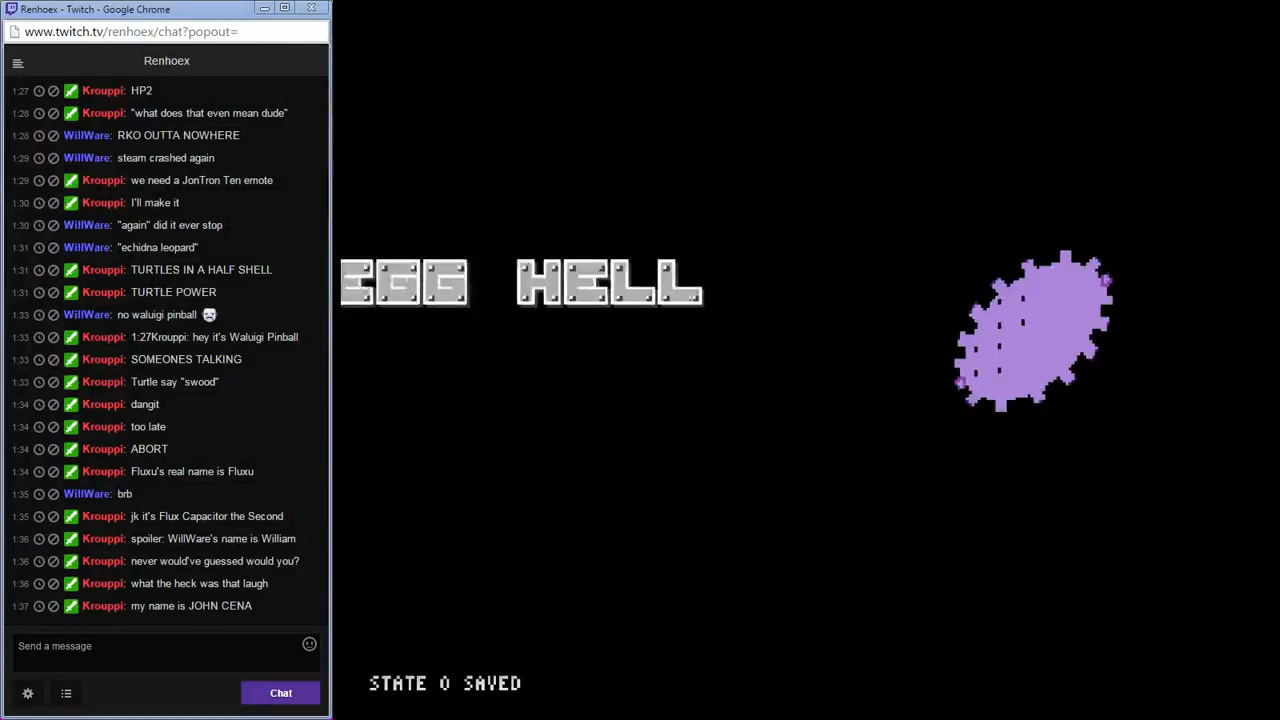 Renhoex - Twitch - Google Chrome
www.twitch.tv/renhoex/chat?popout=
Renhoex
1:27 Krouppi: HP2
1:28 Krouppi: "what does that even mean dude"
1:28 WillWare: RKO OUTTA NOWHERE
1:29 WillWare: steam crashed again
1:29 Krouppi: we need a JonTron Ten emote
1:30 Krouppi: I'll make it
1:30 WillWare: "again" did it ever stop
1:31 WillWare: "echidna leopard"
1:31 Krouppi: TURTLES IN A HALF SHELL
1:31 Krouppi: TURTLE POWER
1:33 WillWare: no waluigi pinball
1:33 Krouppi: 1:27Krouppi: hey it's Waluigi Pinball
1:33 Krouppi: SOMEONES TALKING
1:33 Krouppi: Turtle say "swood"
1:34 Krouppi: dangit
1:34 Krouppi: too late
1:34 Krouppi: ABORT
1:34 Krouppi: Fluxu's real name is Fluxu
1:35 WillWare: brb
1:35 Krouppi: jk it's Flux Capacitor the Second
1:36 Krouppi: spoiler: WillWare's name is William
1:36 Krouppi: never would've guessed would you?
1:36 Krouppi: what the heck was that laugh
1:37 Krouppi: my name is JOHN CENA
Send a message
Chat
EGG HELL
STATE 0 SAVED